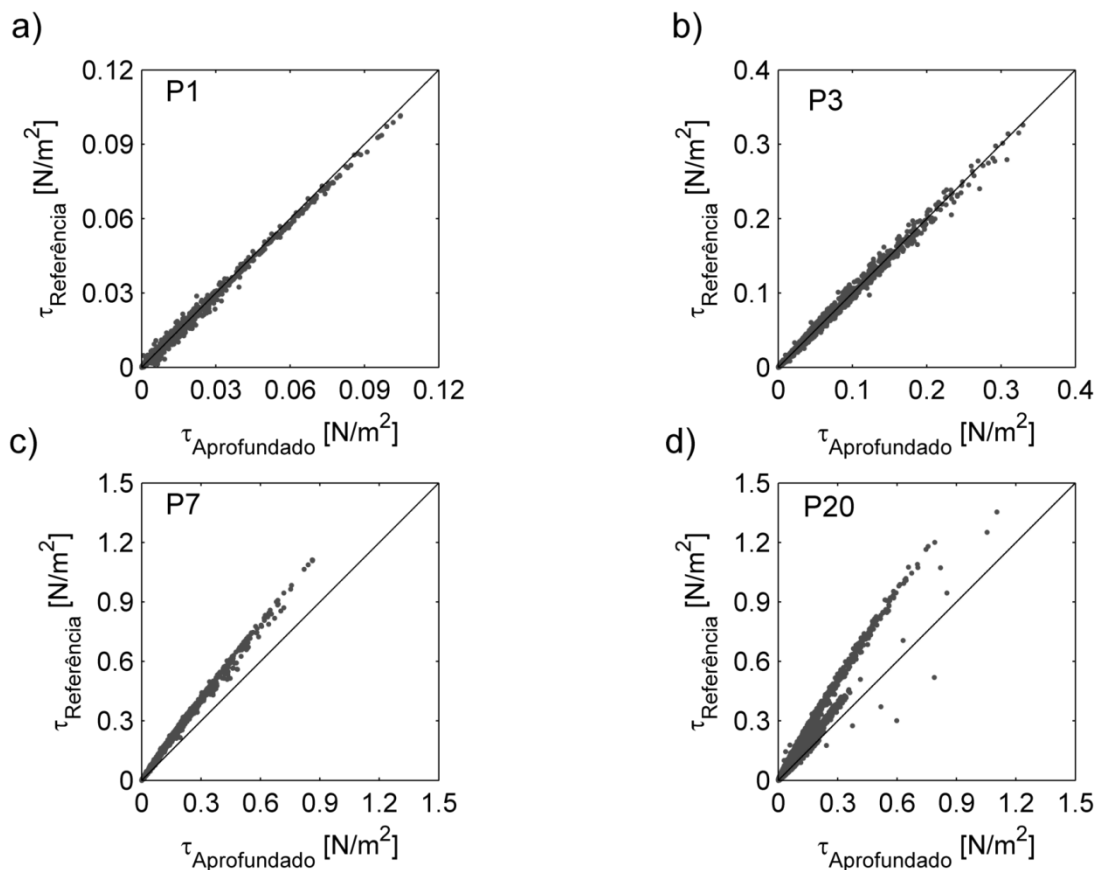 a)
P1
0.12
0.09
0.06
0.03
0
τReferência [N/m²]
0 0.03 0.06 0.09 0.12
τAprofundado [N/m²]
b)
P3
0.4
0.3
0.2
0.1
0
τReferência [N/m²]
0 0.1 0.2 0.3 0.4
τAprofundado [N/m²]
c)
P7
1.5
1.2
0.9
0.6
0.3
0
τReferência [N/m²]
0 0.3 0.6 0.9 1.2 1.5
τAprofundado [N/m²]
d)
P20
1.5
1.2
0.9
0.6
0.3
0
τReferência [N/m²]
0 0.3 0.6 0.9 1.2 1.5
τAprofundado [N/m²]